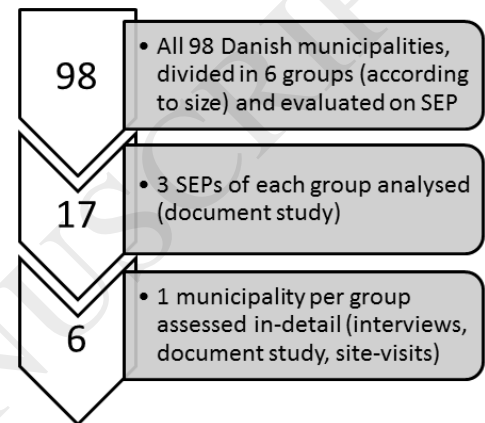 98
• All 98 Danish municipalities,
divided in 6 groups (according
to size) and evaluated on SEP
17
• 3 SEPs of each group analysed
(document study)
6
• 1 municipality per group
assessed in-detail (interviews,
document study, site-visits)